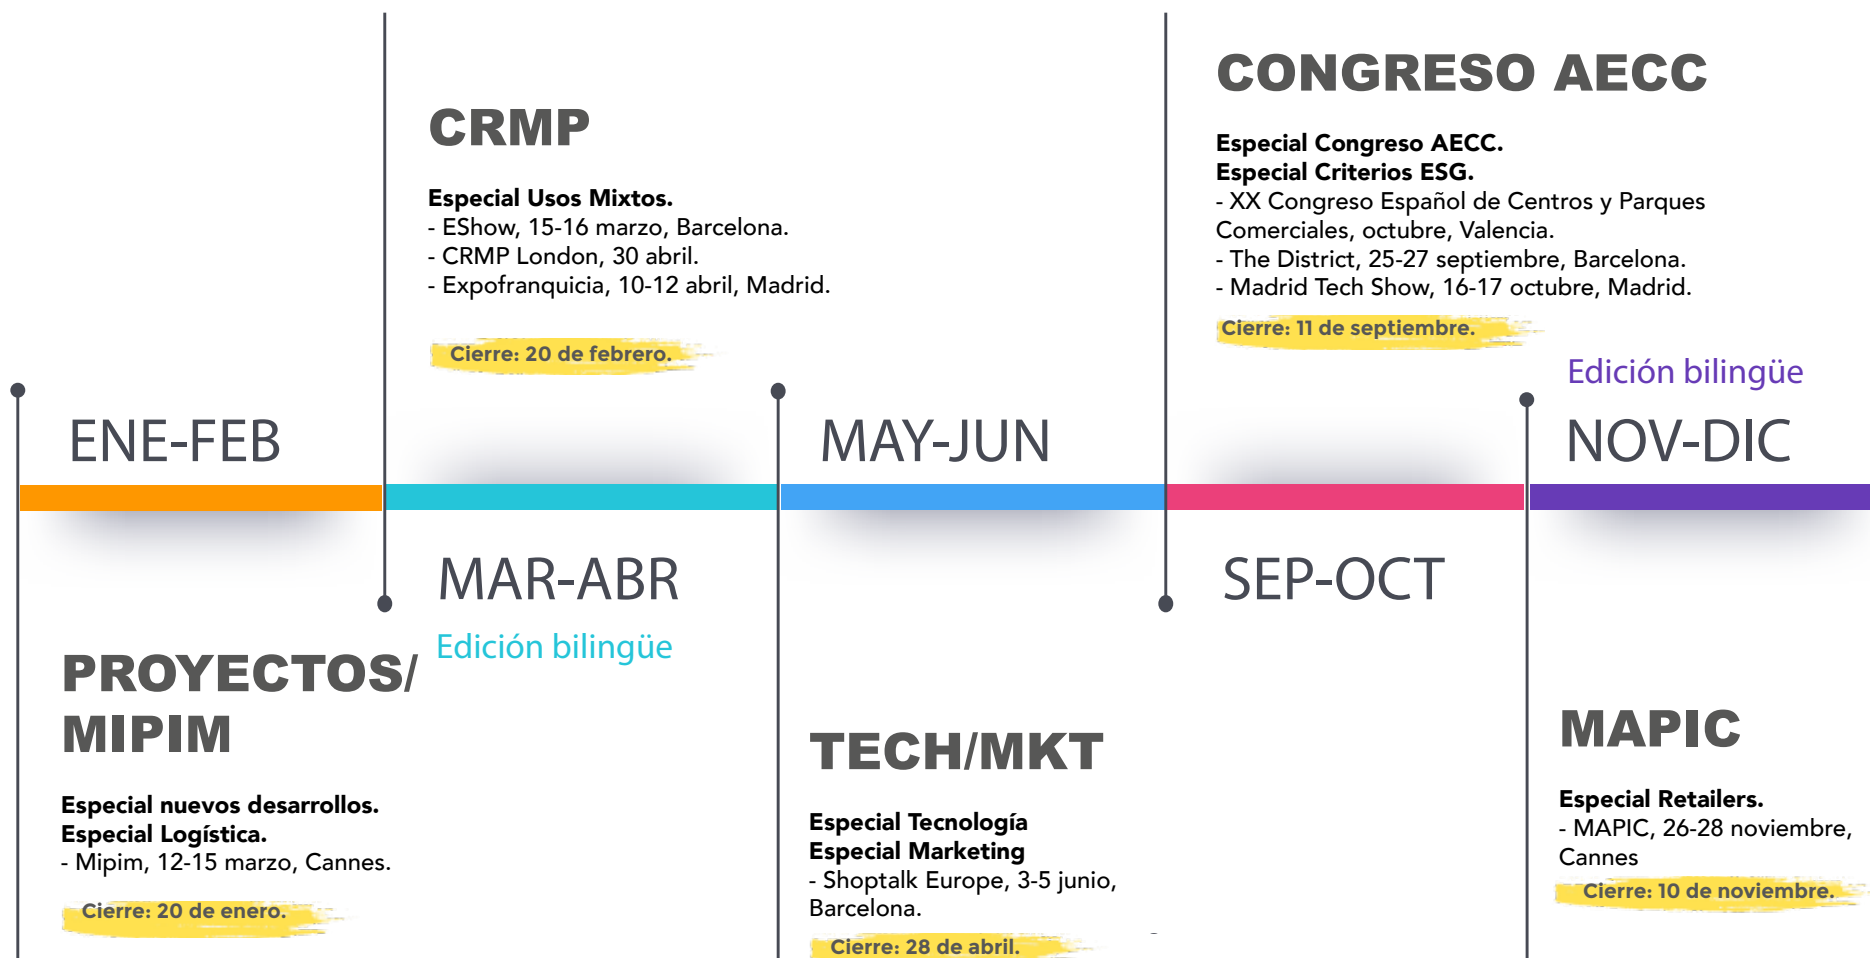 ENE-FEB
PROYECTOS/
MIPIM
Especial nuevos desarrollos.
Especial Logística.
- Mipim, 12-15 marzo, Cannes.
Cierre: 20 de enero.
CRMP
Especial Usos Mixtos.
- EShow, 15-16 marzo, Barcelona.
- CRMP London, 30 abril.
- Expofranquicia, 10-12 abril, Madrid.
Cierre: 20 de febrero.
MAR-ABR
Edición bilingüe
MAY-JUN
TECH/MKT
Especial Tecnología
Especial Marketing
- Shoptalk Europe, 3-5 junio,
Barcelona.
Cierre: 28 de abril.
CONGRESO AECC
Especial Congreso AECC.
Especial Criterios ESG.
- XX Congreso Español de Centros y Parques
Comerciales, octubre, Valencia.
- The District, 25-27 septiembre, Barcelona.
- Madrid Tech Show, 16-17 octubre, Madrid.
Cierre: 11 de septiembre.
SEP-OCT
Edición bilingüe
NOV-DIC
MAPIC
Especial Retailers.
- MAPIC, 26-28 noviembre,
Cannes
Cierre: 10 de noviembre.